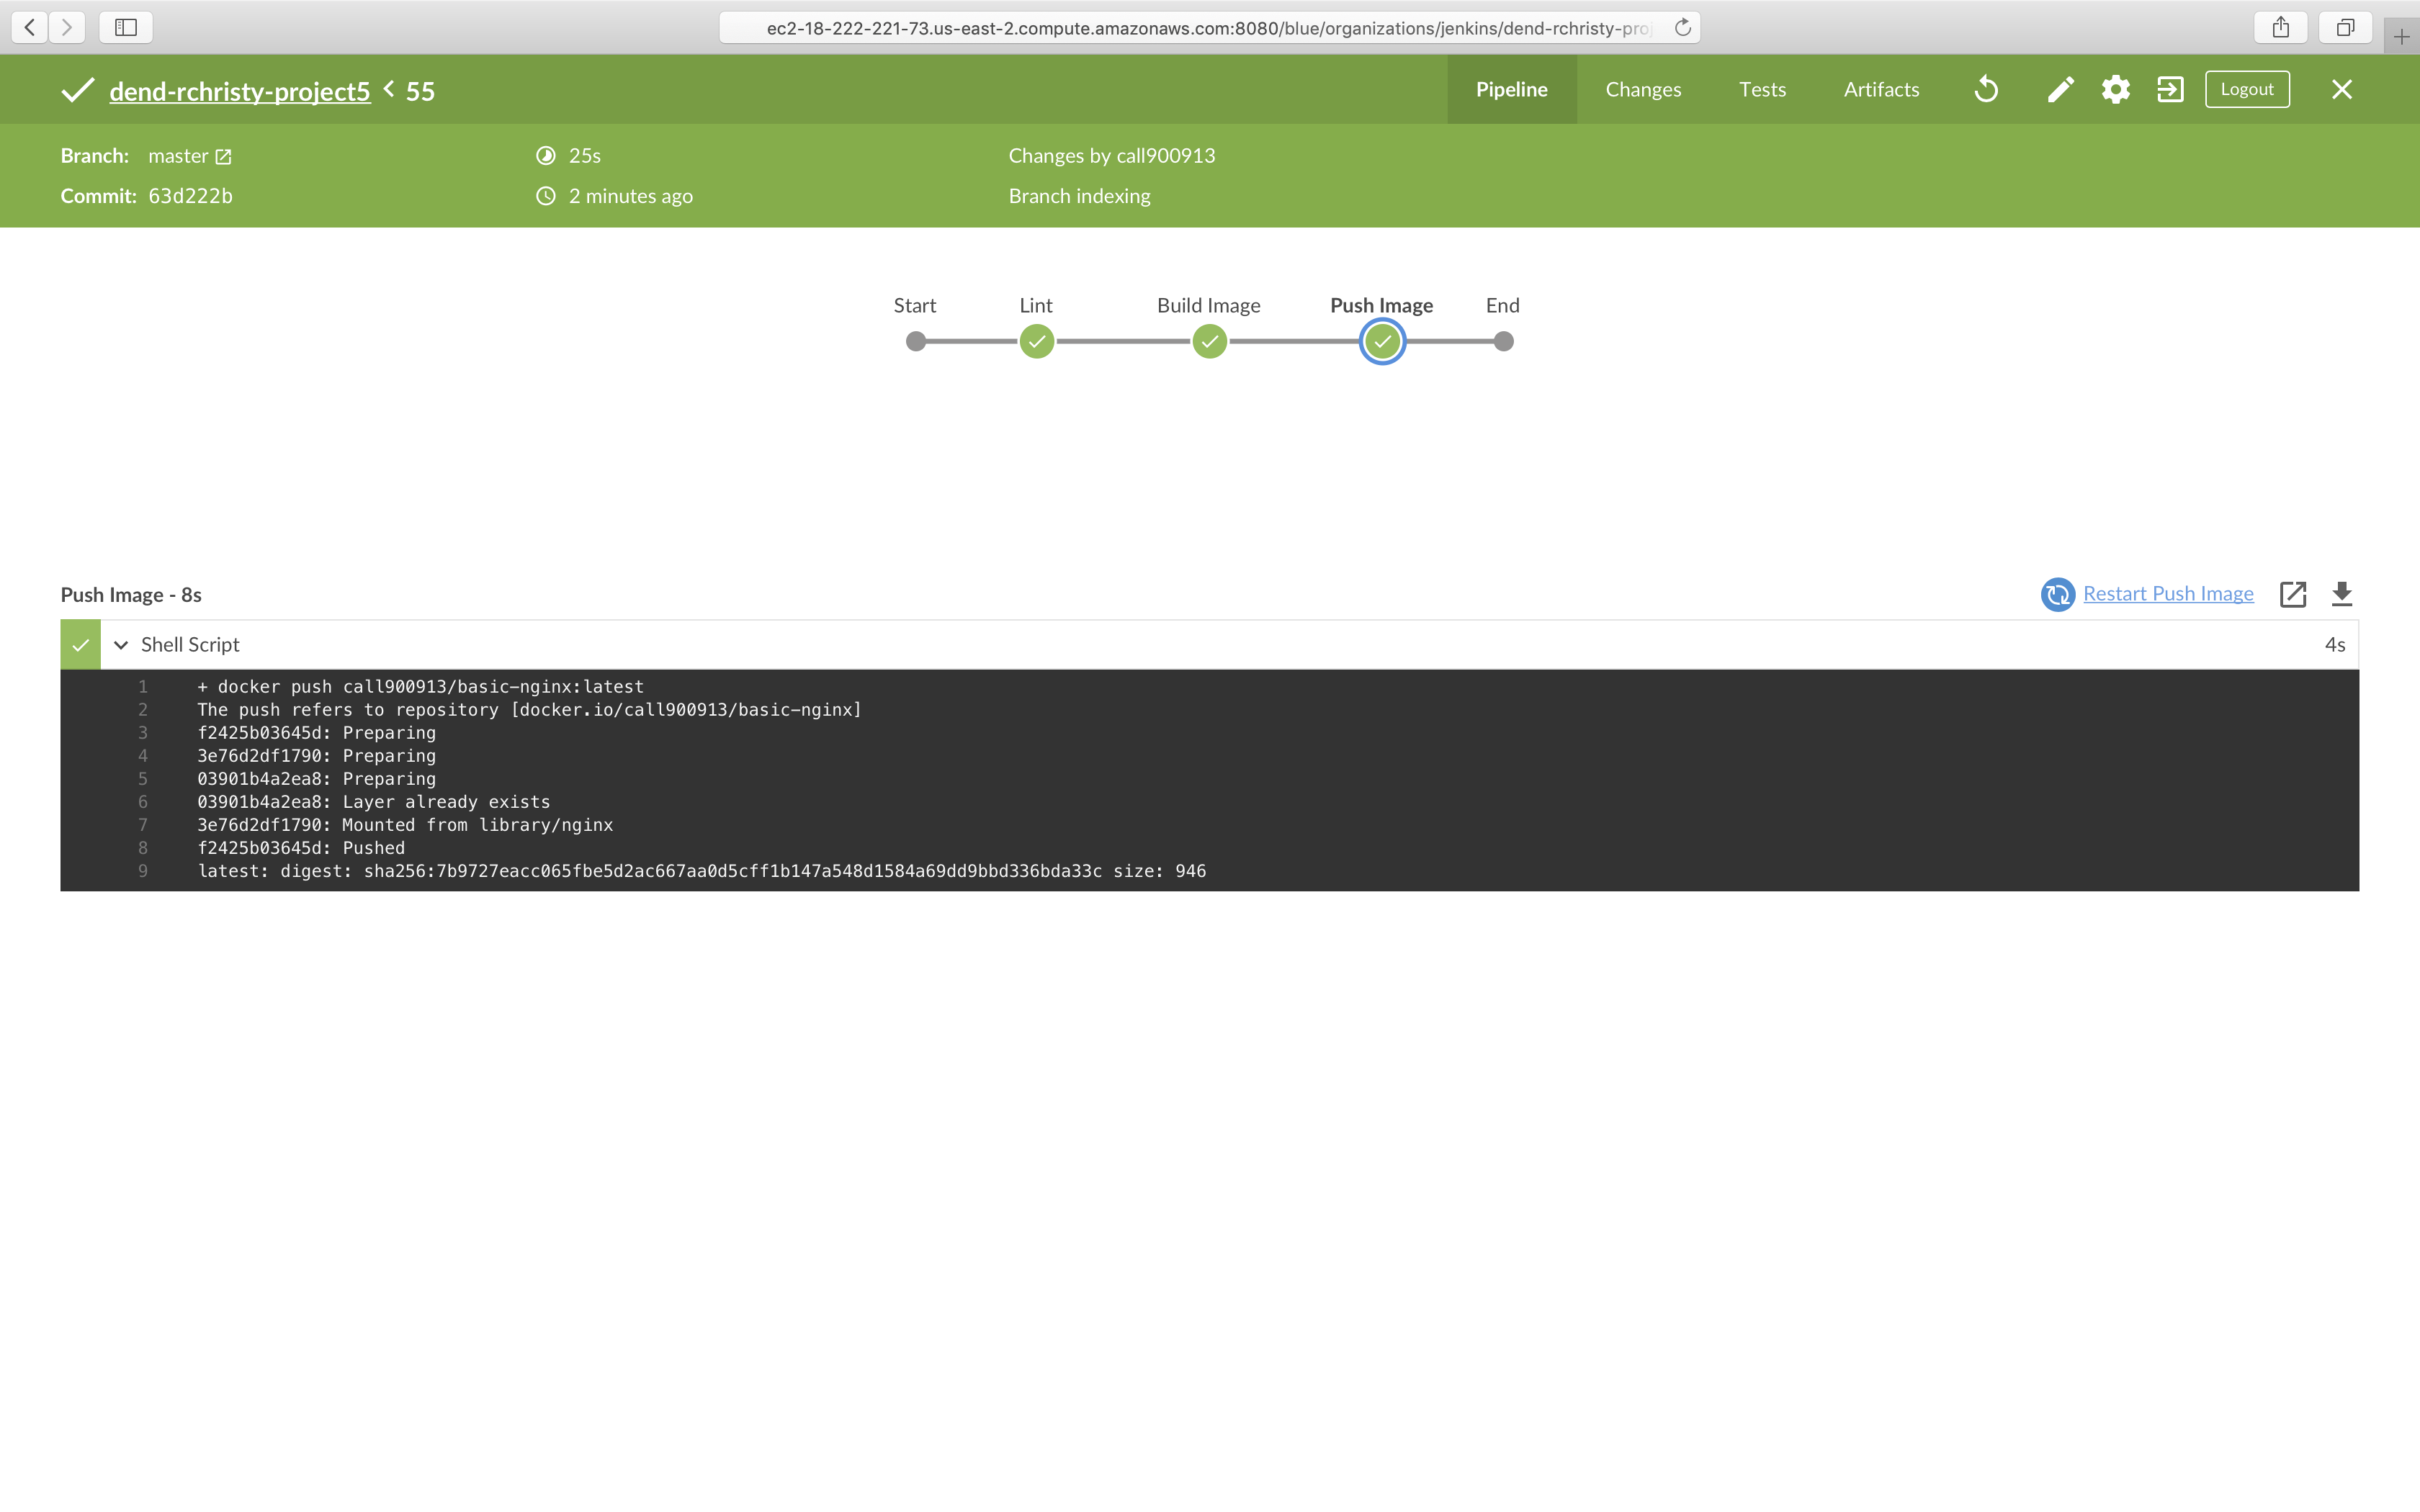 ec2-18-222-221-73.us-east-2.compute.amazonaws.com:8080/blue/organizations/jenkins/dend-rchristy-proj
dend-rchristy-project5 < 55
Pipeline Changes Tests Artifacts Logout
Branch: master 25s Changes by call900913
Commit: 63d222b 2 minutes ago Branch indexing
Start Lint Build Image Push Image End
Push Image - 8s Restart Push Image
Shell Script 4s
1 + docker push call900913/basic-nginx:latest
2 The push refers to repository [docker.io/call900913/basic-nginx]
3 f2425b03645d: Preparing
4 3e76d2df1790: Preparing
5 03901b4a2ea8: Preparing
6 03901b4a2ea8: Layer already exists
7 3e76d2df1790: Mounted from library/nginx
8 f2425b03645d: Pushed
9 latest: digest: sha256:7b9727eacc065fbe5d2ac667aa0d5cff1b147a548d1584a69dd9bbd336bda33c size: 946